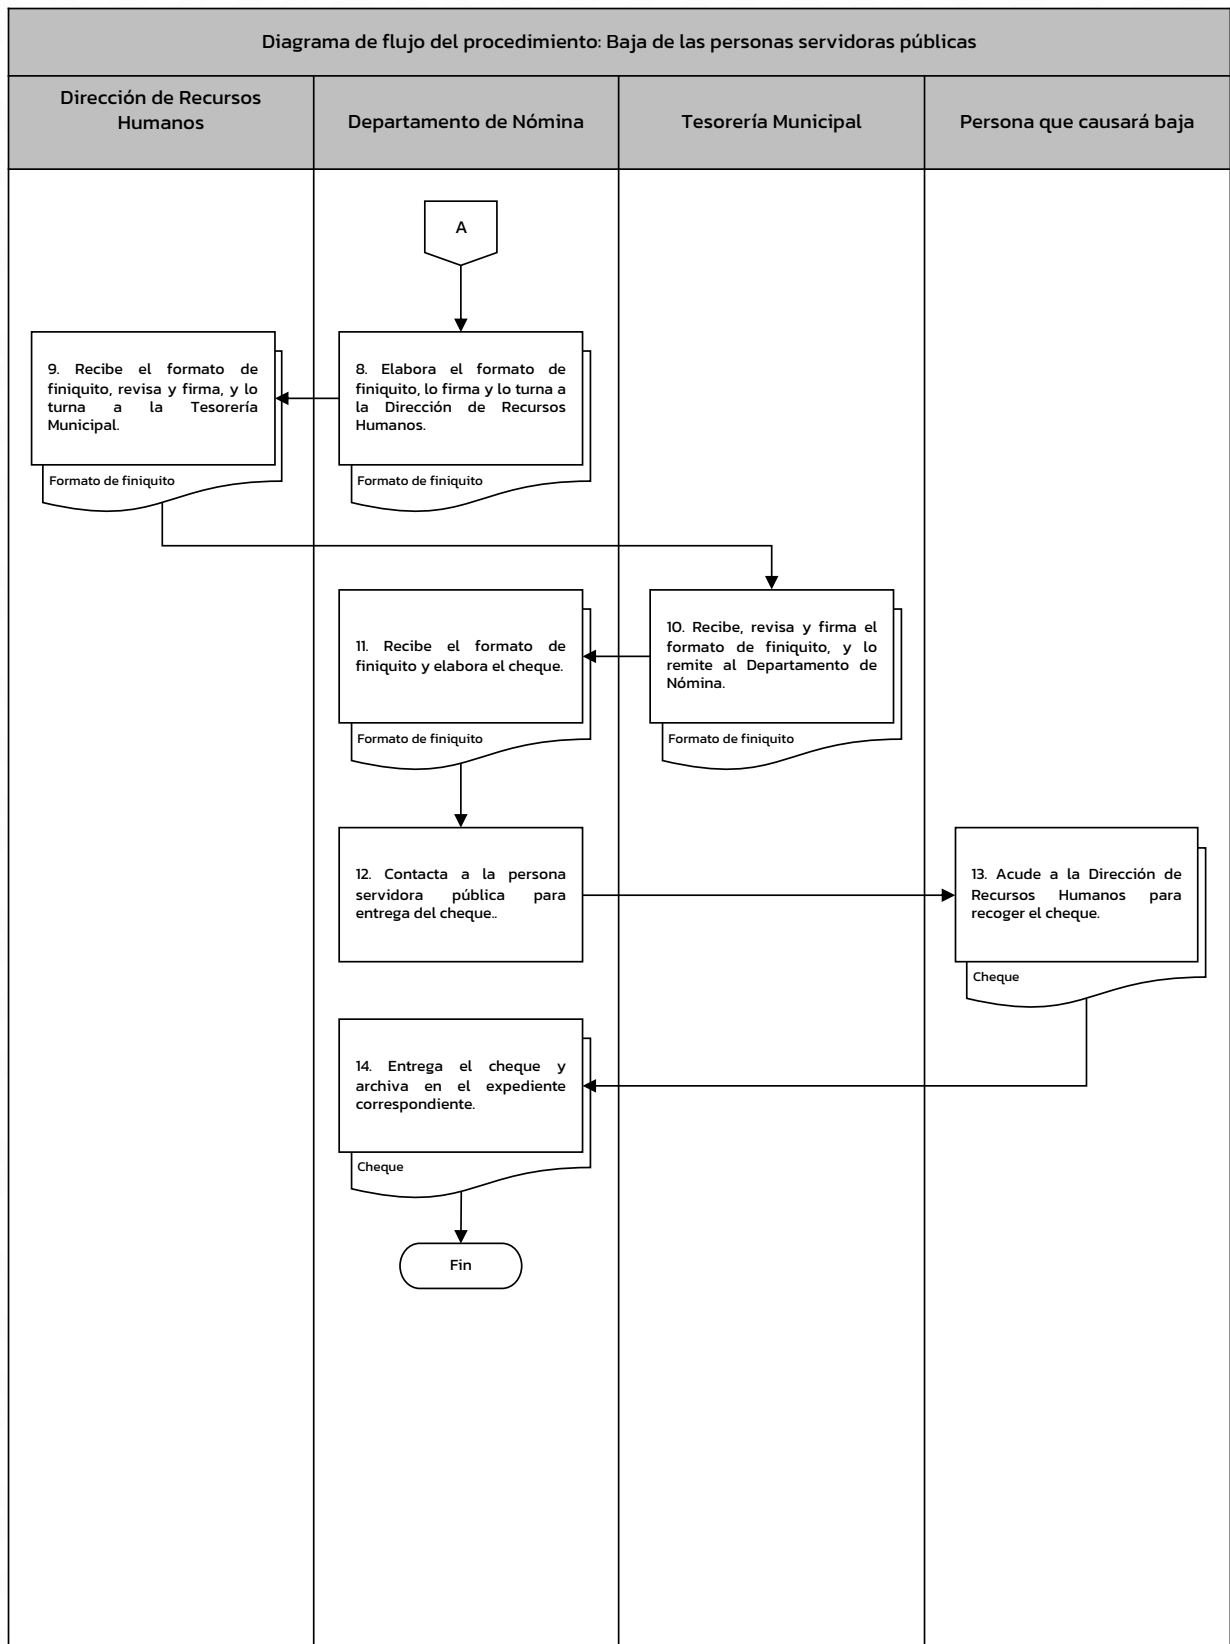 Diagrama de flujo del procedimiento: Baja de las personas servidoras públicas
Dirección de Recursos
Humanos
Departamento de Nómina
Tesorería Municipal
Persona que causará baja
A
8. Elabora el formato de
finiquito, lo firma y lo turna a
la Dirección de Recursos
Humanos.
Formato de finiquito
9. Recibe el formato de
finiquito, revisa y firma, y lo
turna a la Tesorería
Municipal.
Formato de finiquito
10. Recibe, revisa y firma el
formato de finiquito, y lo
remite al Departamento de
Nómina.
Formato de finiquito
11. Recibe el formato de
finiquito y elabora el cheque.
Formato de finiquito
12. Contacta a la persona
servidora pública para
entrega del cheque..
13. Acude a la Dirección de
Recursos Humanos para
recoger el cheque.
Cheque
14. Entrega el cheque y
archiva en el expediente
correspondiente.
Cheque
Fin